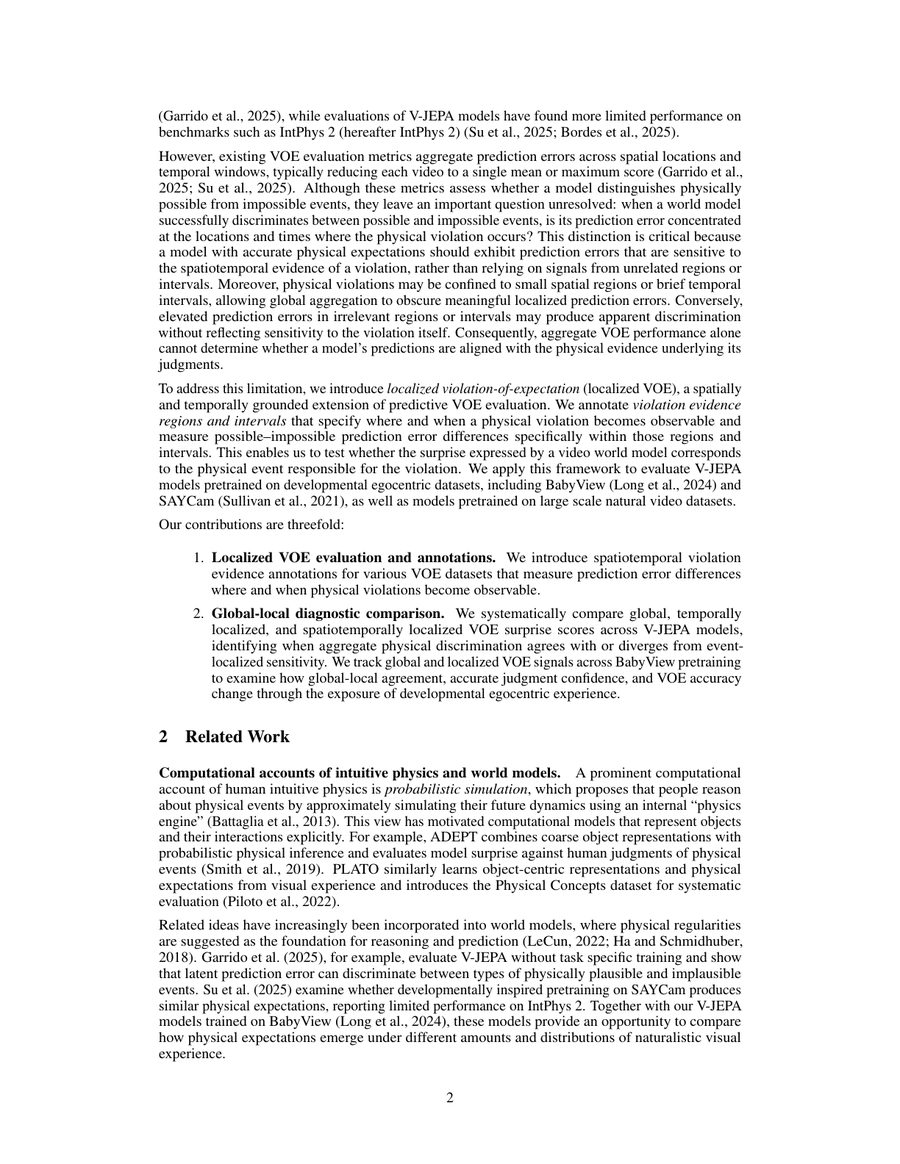 (Garrido et al., 2025), while evaluations of V-JEPA models have found more limited performance on
benchmarks such as IntPhys 2 (hereafter IntPhys 2) (Su et al., 2025; Bordes et al., 2025).
However, existing VOE evaluation metrics aggregate prediction errors across spatial locations and
temporal windows, typically reducing each video to a single mean or maximum score (Garrido et al.,
2025; Su et al., 2025). Although these metrics assess whether a model distinguishes physically
possible from impossible events, they leave an important question unresolved: when a world model
successfully discriminates between possible and impossible events, is its prediction error concentrated
at the locations and times where the physical violation occurs? This distinction is critical because
a model with accurate physical expectations should exhibit prediction errors that are sensitive to
the spatiotemporal evidence of a violation, rather than relying on signals from unrelated regions or
intervals. Moreover, physical violations may be confined to small spatial regions or brief temporal
intervals, allowing global aggregation to obscure meaningful localized prediction errors. Conversely,
elevated prediction errors in irrelevant regions or intervals may produce apparent discrimination
without reflecting sensitivity to the violation itself. Consequently, aggregate VOE performance alone
cannot determine whether a model's predictions are aligned with the physical evidence underlying its
judgments.
To address this limitation, we introduce localized violation-of-expectation (localized VOE), a spatially
and temporally grounded extension of predictive VOE evaluation. We annotate violation evidence
regions and intervals that specify where and when a physical violation becomes observable and
measure possible–impossible prediction error differences specifically within those regions and
intervals. This enables us to test whether the surprise expressed by a video world model corresponds
to the physical event responsible for the violation. We apply this framework to evaluate V-JEPA
models pretrained on developmental egocentric datasets, including BabyView (Long et al., 2024) and
SAYCam (Sullivan et al., 2021), as well as models pretrained on large scale natural video datasets.
Our contributions are threefold:
1. Localized VOE evaluation and annotations. We introduce spatiotemporal violation
evidence annotations for various VOE datasets that measure prediction error differences
where and when physical violations become observable.
2. Global-local diagnostic comparison. We systematically compare global, temporally
localized, and spatiotemporally localized VOE surprise scores across V-JEPA models,
identifying when aggregate physical discrimination agrees with or diverges from event-
localized sensitivity. We track global and localized VOE signals across BabyView pretraining
to examine how global-local agreement, accurate judgment confidence, and VOE accuracy
change through the exposure of developmental egocentric experience.
2 Related Work
Computational accounts of intuitive physics and world models. A prominent computational
account of human intuitive physics is probabilistic simulation, which proposes that people reason
about physical events by approximately simulating their future dynamics using an internal “physics
engine” (Battaglia et al., 2013). This view has motivated computational models that represent objects
and their interactions explicitly. For example, ADEPT combines coarse object representations with
probabilistic physical inference and evaluates model surprise against human judgments of physical
events (Smith et al., 2019). PLATO similarly learns object-centric representations and physical
expectations from visual experience and introduces the Physical Concepts dataset for systematic
evaluation (Piloto et al., 2022).
Related ideas have increasingly been incorporated into world models, where physical regularities
are suggested as the foundation for reasoning and prediction (LeCun, 2022; Ha and Schmidhuber,
2018). Garrido et al. (2025), for example, evaluate V-JEPA without task specific training and show
that latent prediction error can discriminate between types of physically plausible and implausible
events. Su et al. (2025) examine whether developmentally inspired pretraining on SAYCam produces
similar physical expectations, reporting limited performance on IntPhys 2. Together with our V-JEPA
models trained on BabyView (Long et al., 2024), these models provide an opportunity to compare
how physical expectations emerge under different amounts and distributions of naturalistic visual
experience.
2